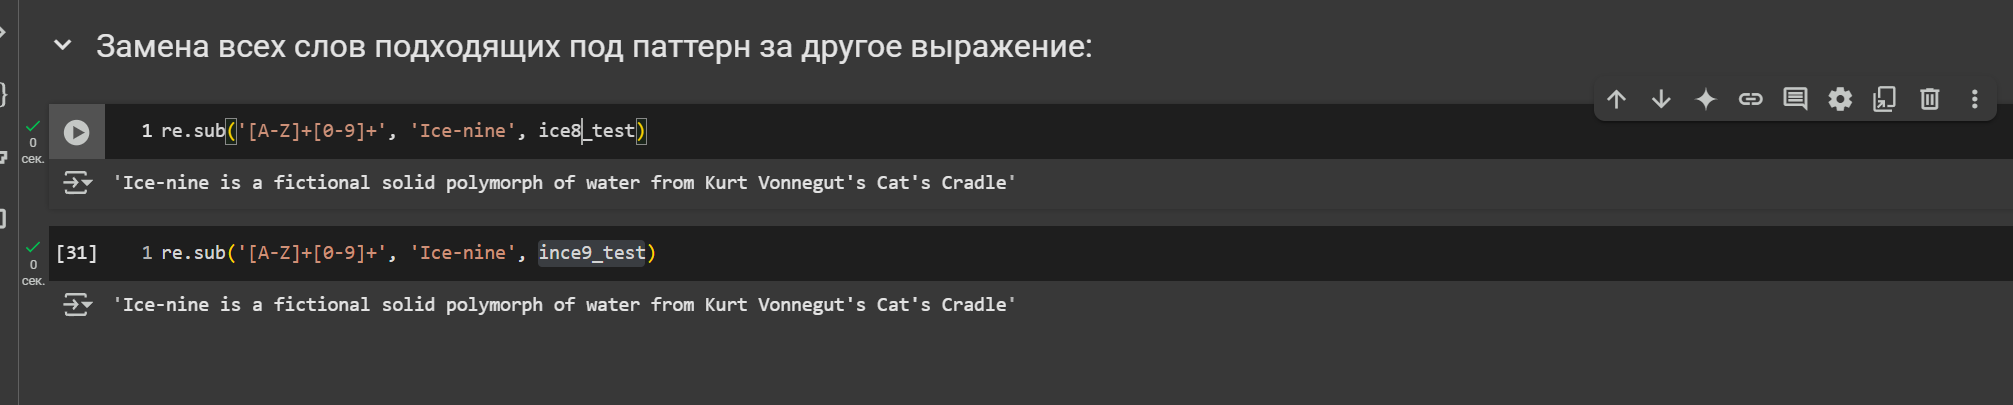 Замена всех слов подходящих под паттерн за другое выражение:
0
сек.
1 re.sub('[A-Z]+[0-9]+', 'Ice-nine', ice8_test)
'Ice-nine is a fictional solid polymorph of water from Kurt Vonnegut's Cat's Cradle'
0
сек.
[31] 1 re.sub('[A-Z]+[0-9]+', 'Ice-nine', ince9_test)
'Ice-nine is a fictional solid polymorph of water from Kurt Vonnegut's Cat's Cradle'